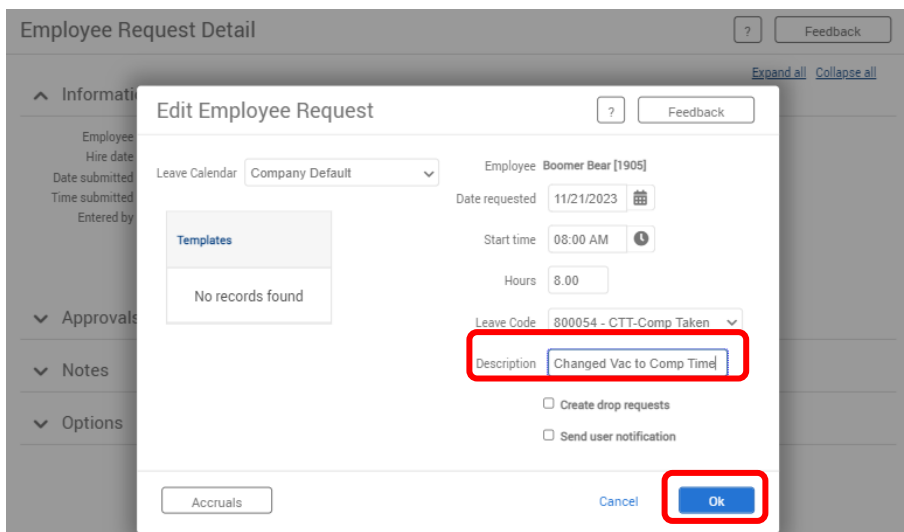 Employee Request Detail
? Feedback
Expand all Collapse all
Informati
Edit Employee Request
? Feedback
Employee
Hire date
Date submitted
Time submitted
Entered by
Leave Calendar Company Default
Templates
No records found
Employee Boomer Bear [1905]
Date requested 11/21/2023
Start time 08:00 AM
Hours 8.00
Leave Code 800054 - CTT-Comp Taken
Description Changed Vac to Comp Time
Create drop requests
Send user notification
Approvals
Notes
Options
Accruals
Cancel Ok